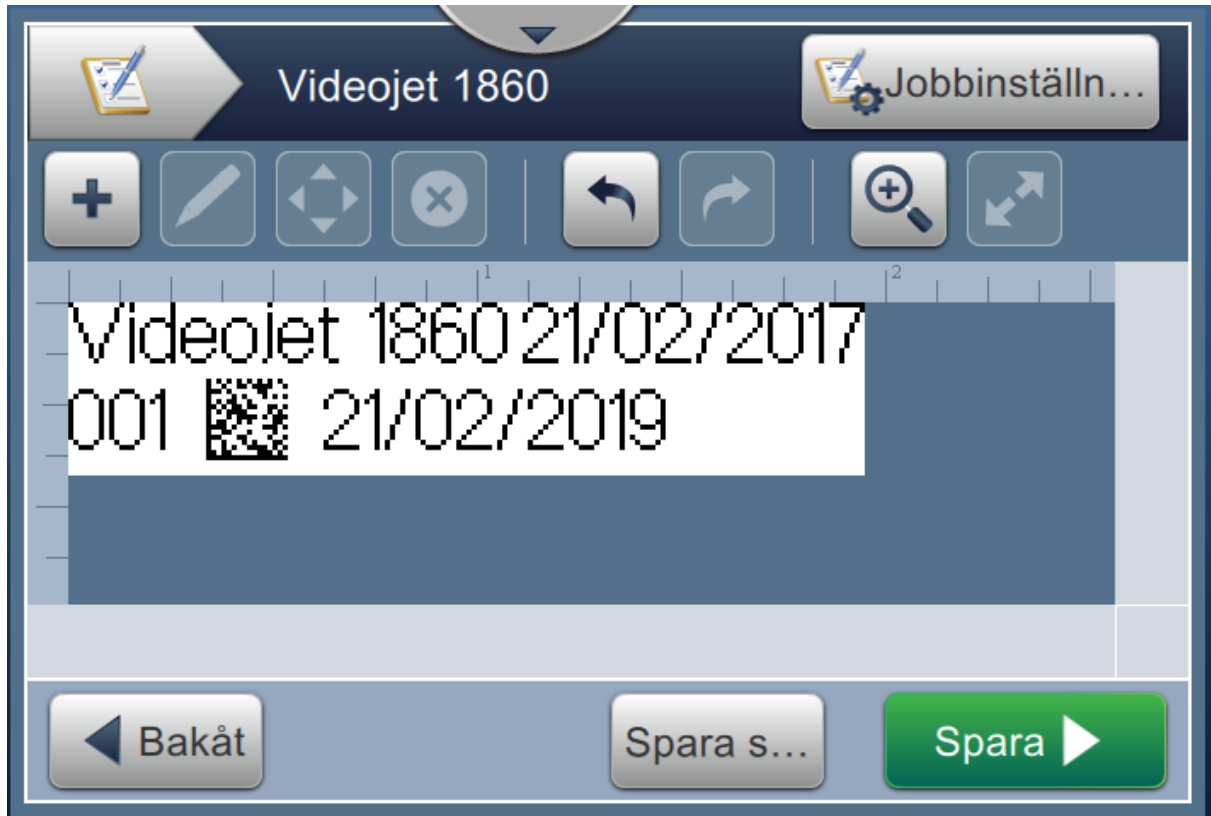 Videojet 1860
Jobbinställn...
1
2
Videojet 1860 21/02/2017
001 21/02/2019
Bakåt
Spara s...
Spara